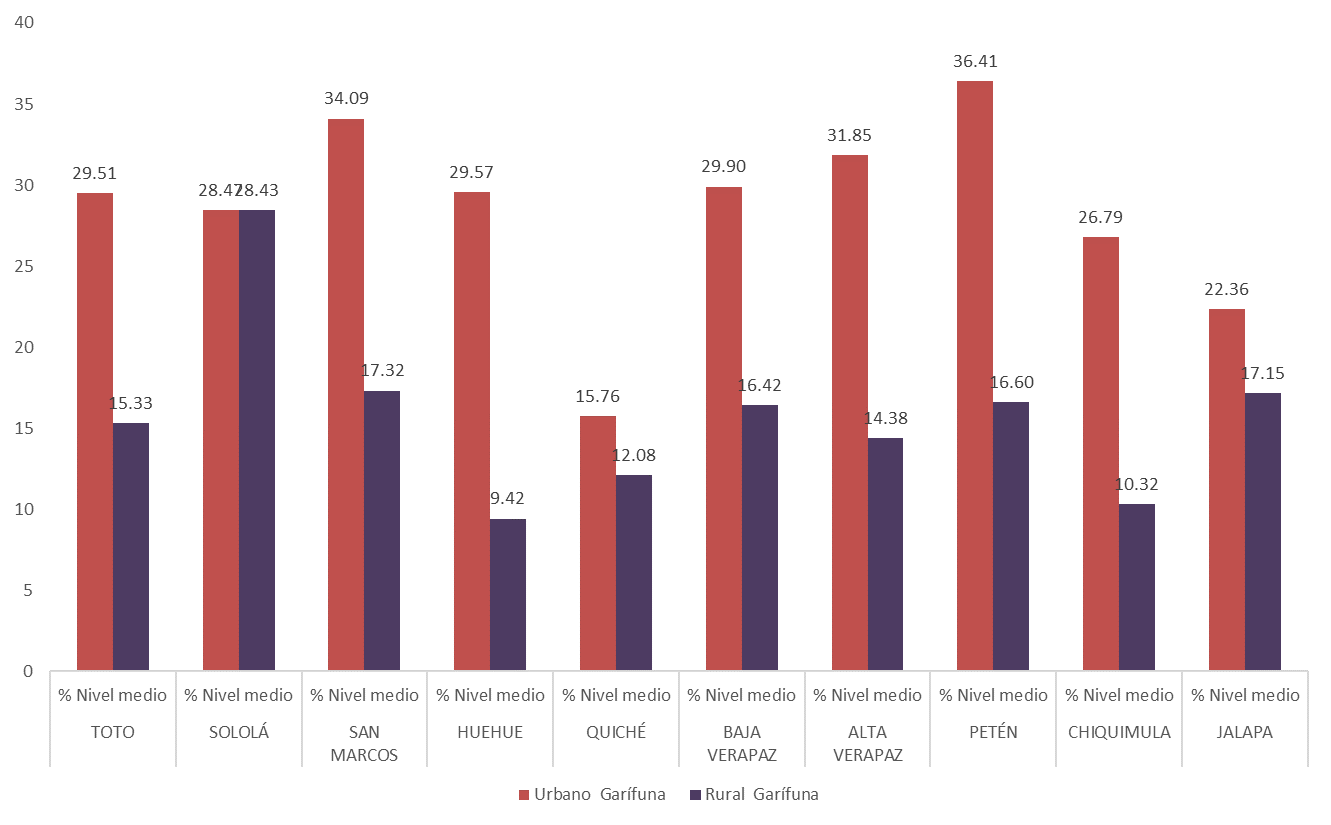 40
35
30
25
20
15
10
5
0
29.51
15.33
28.47
28.43
34.09
17.32
29.57
9.42
15.76
12.08
29.90
16.42
31.85
14.38
36.41
16.60
26.79
10.32
22.36
17.15
% Nivel medio % Nivel medio % Nivel medio % Nivel medio % Nivel medio % Nivel medio % Nivel medio % Nivel medio % Nivel medio % Nivel medio
TOTO
SOLOLÁ
SAN
MARCOS
HUEHUE
QUICHÉ
BAJA
VERAPAZ
ALTA
VERAPAZ
PETÉN
CHIQUIMULA
JALAPA
Urbano Garífuna Rural Garífuna